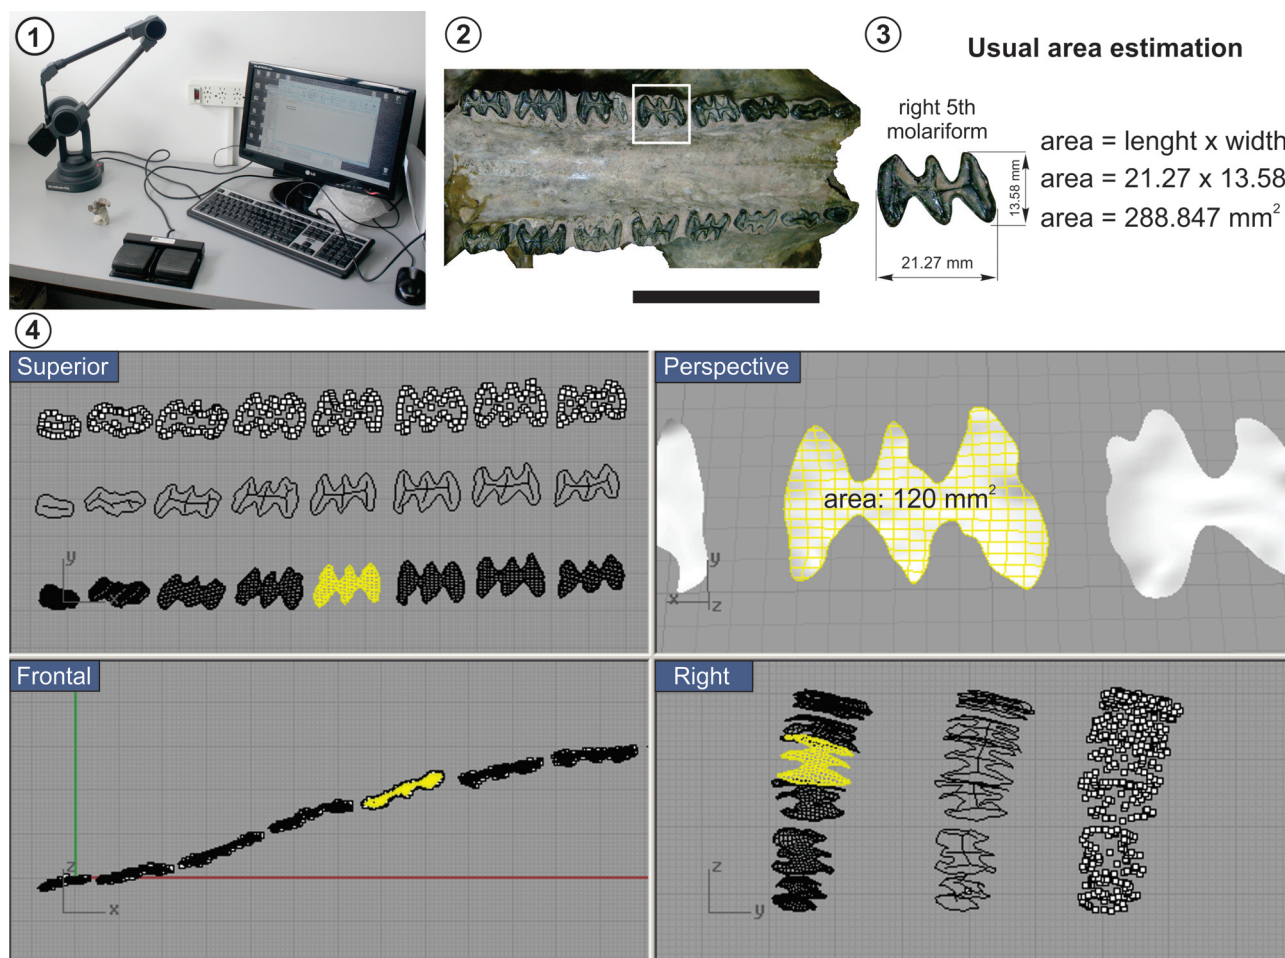 1
2
3
Usual area estimation
right 5th
molariform
area = lenght x width
area = 21.27 x 13.58
area = 288.847 mm²
13.58 mm
21.27 mm
4
Superior
y
Perspective
area: 120 mm²
y
x
z
Frontal
z
x
Right
z
y